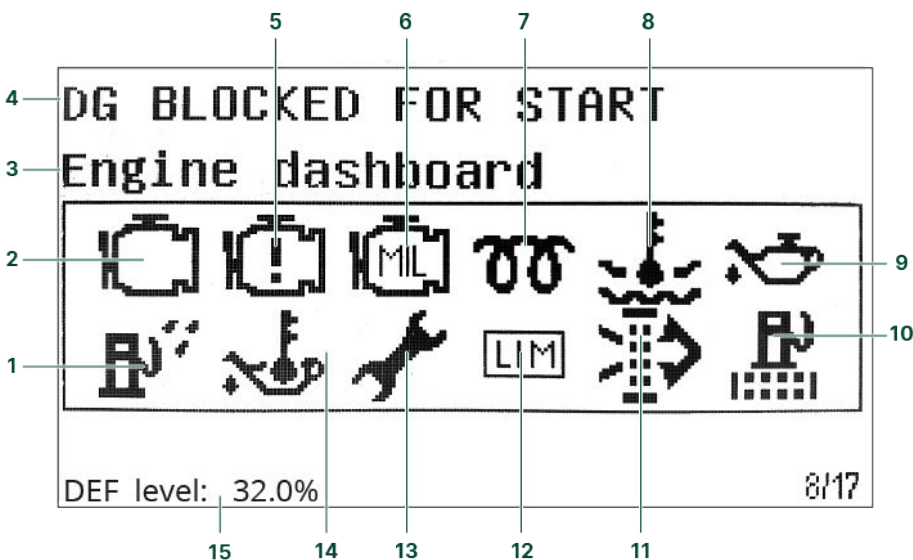 5 6 7 8
4 DG BLOCKED FOR START
3 Engine dashboard
2 MIL 9
1 LIM 10
DEF level: 32.0% 8/17
15 14 13 12 11